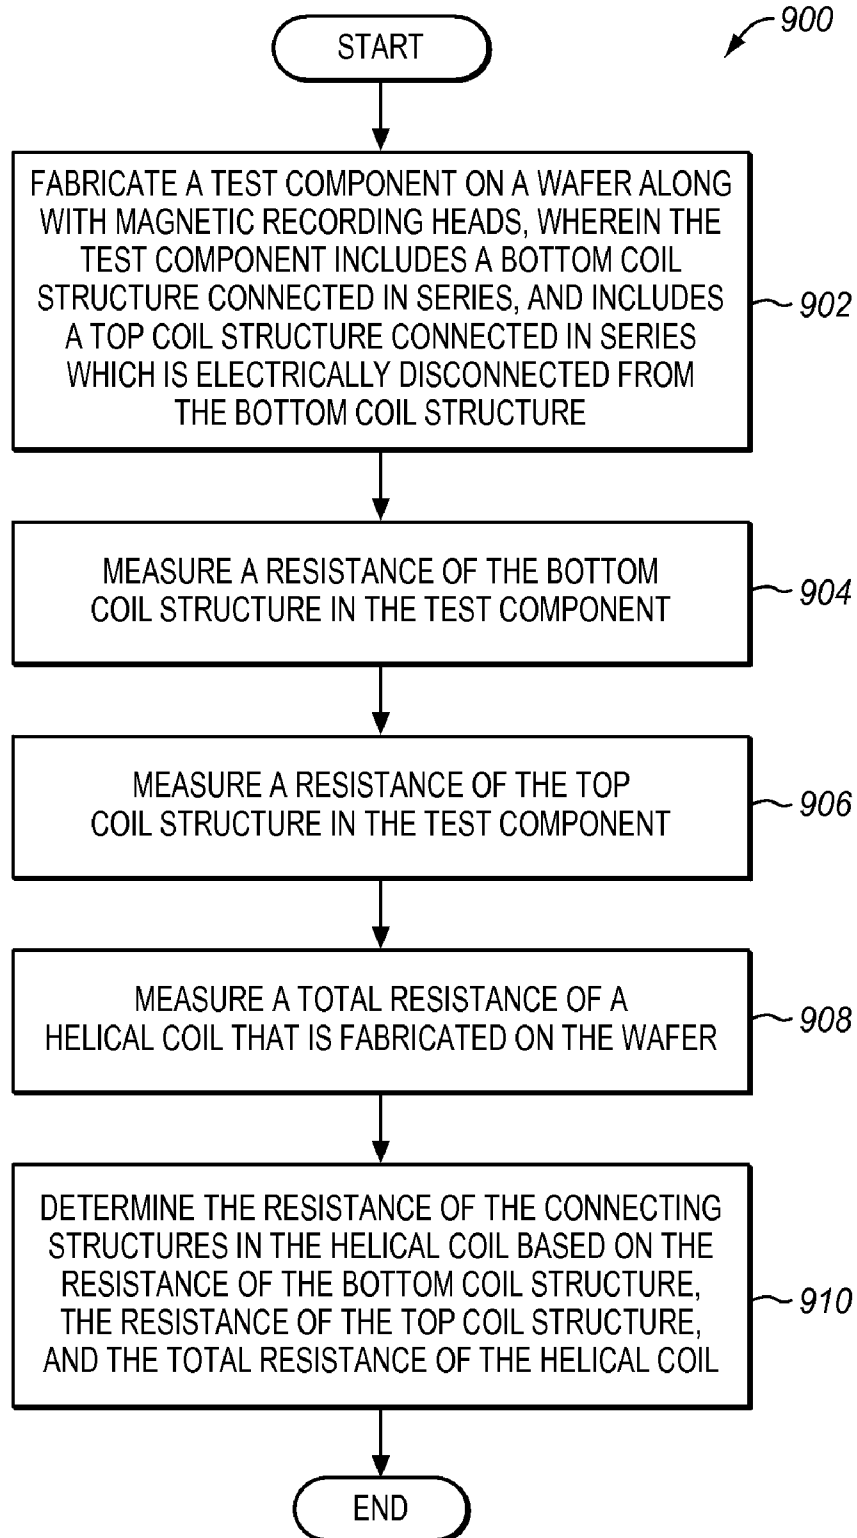 START
900
FABRICATE A TEST COMPONENT ON A WAFER ALONG
WITH MAGNETIC RECORDING HEADS, WHEREIN THE
TEST COMPONENT INCLUDES A BOTTOM COIL
STRUCTURE CONNECTED IN SERIES, AND INCLUDES
A TOP COIL STRUCTURE CONNECTED IN SERIES
WHICH IS ELECTRICALLY DISCONNECTED FROM
THE BOTTOM COIL STRUCTURE
902
MEASURE A RESISTANCE OF THE BOTTOM
COIL STRUCTURE IN THE TEST COMPONENT
904
MEASURE A RESISTANCE OF THE TOP
COIL STRUCTURE IN THE TEST COMPONENT
906
MEASURE A TOTAL RESISTANCE OF A
HELICAL COIL THAT IS FABRICATED ON THE WAFER
908
DETERMINE THE RESISTANCE OF THE CONNECTING
STRUCTURES IN THE HELICAL COIL BASED ON THE
RESISTANCE OF THE BOTTOM COIL STRUCTURE,
THE RESISTANCE OF THE TOP COIL STRUCTURE,
AND THE TOTAL RESISTANCE OF THE HELICAL COIL
910
END